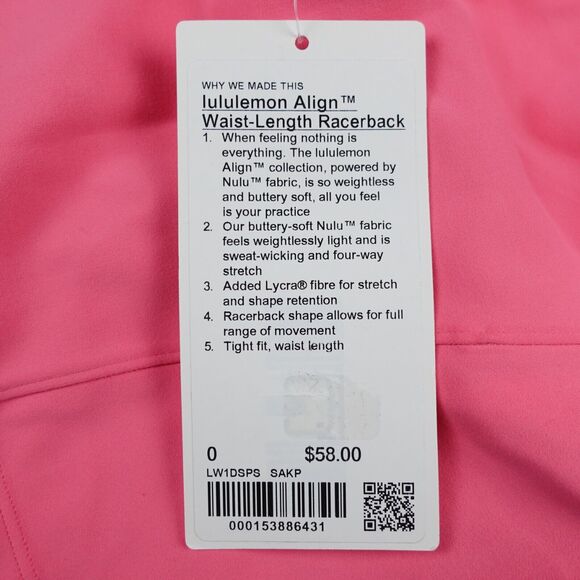 WHY WE MADE THIS
lululemon Align™
Waist-Length Racerback
1. When feeling nothing is
everything. The lululemon
Align™ collection, powered by
Nulu™ fabric, is so weightless
and buttery soft, all you feel
is your practice
2. Our buttery-soft Nulu™ fabric
feels weightlessly light and is
sweat-wicking and four-way
stretch
3. Added Lycra® fibre for stretch
and shape retention
4. Racerback shape allows for full
range of movement
5. Tight fit, waist length
0 $58.00
LW1DSPS SAKP
000153886431